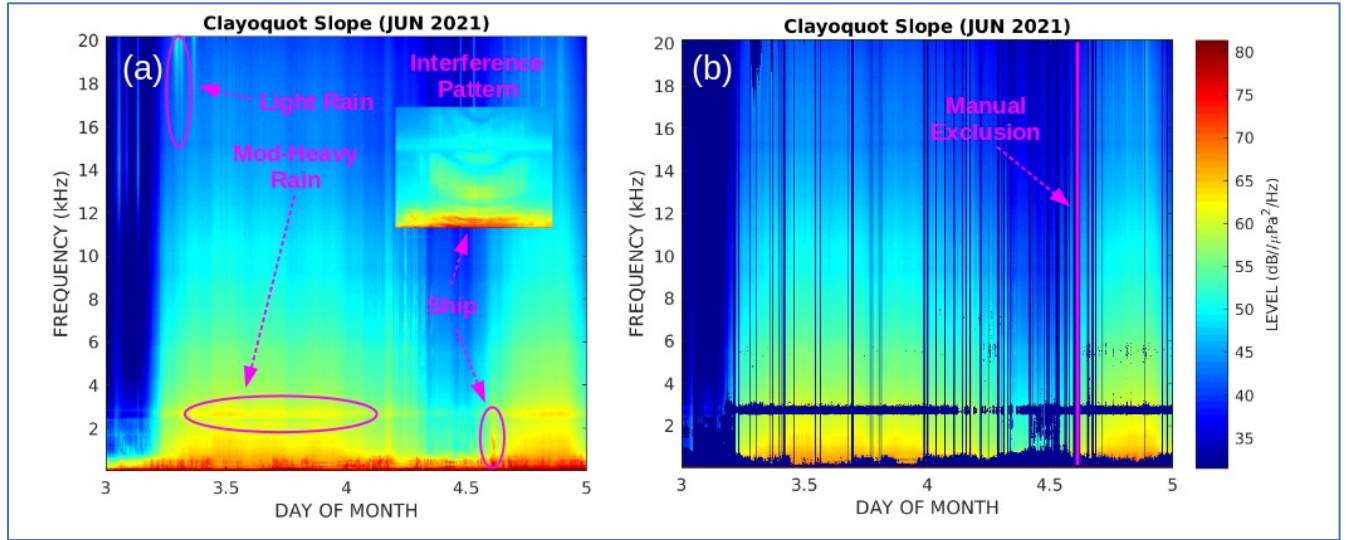 Clayoquot Slope (JUN 2021)
(a)
Interference
Pattern
Light Rain
Mod-Heavy
Rain
Ship
FREQUENCY (kHz)
20
18
16
14
12
10
8
6
4
2
3
3.5
4
4.5
5
DAY OF MONTH
Clayoquot Slope (JUN 2021)
(b)
Manual
Exclusion
FREQUENCY (kHz)
20
18
16
14
12
10
8
6
4
2
3
3.5
4
4.5
5
DAY OF MONTH
80
75
70
65
60
55
50
45
40
35
LEVEL (dB//μPa²/Hz)